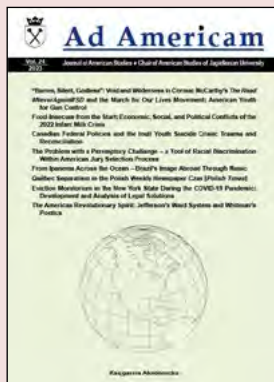 Ad Americam
Vol. 24
2023
Journal of American Studies • Chair of American Studies of Jagiellonian University
"Barren, Silent, Godless": Void and Wilderness in Cormac McCarthy's The Road
#NeverAgainMSD and the March for Our Lives Movement: American Youth
for Gun Control
Food Insecure from the Start: Economic, Social, and Political Conflicts of the
2022 Infant Milk Crisis
Canadian Federal Policies and the Inuit Youth Suicide Crisis: Trauma and
Reconciliation
The Problem with a Peremptory Challenge – a Tool of Racial Discrimination
Within American Jury Selection Process
From Ipanema Across the Ocean – Brazil's Image Abroad Through Music
Québec Separatism in the Polish Weekly Newspaper Czas [Polish Times]
Eviction Moratorium in the New York State During the COVID-19 Pandemic:
Development and Analysis of Legal Solutions
The American Revolutionary Spirit: Jefferson's Ward System and Whitman's
Poetics
Księgarnia Akademicka